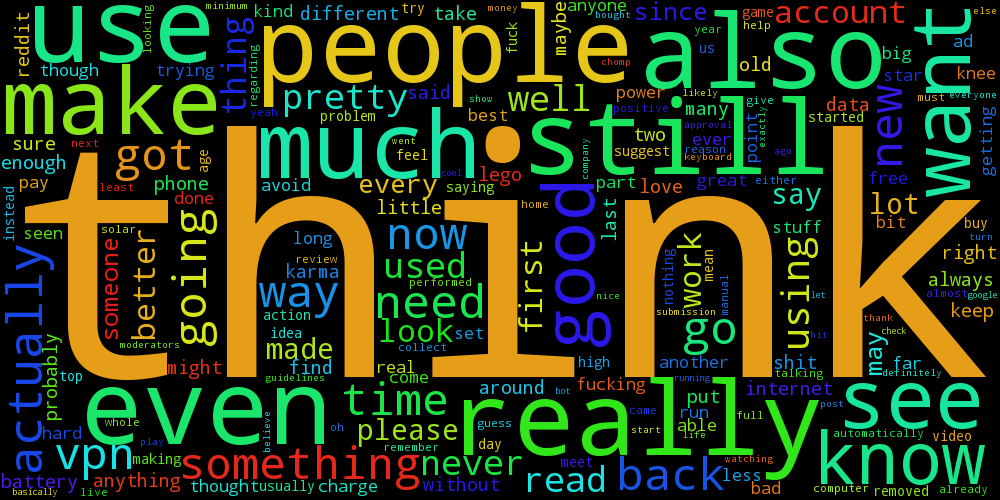 reddit
looking
use
minimum
people
kind
different
try
take
money
fuck
maybe
anyone
bought
since
also
year
us
help
game
account
old
big
want
ad
else
though
trying
thing
regarding
yeah
pretty
said
problem
show
best
well
chomp
power
positive
likely
many
two
suggest
ever
reason
approval
keyboard
point
give
exactly
data
started
star
new
free
must
everyone
knee
getting
make
sure
next
enough
got
age
pay
least
phone
done
much
went
feel
cool
still
company
avoid
every
saying
lego
little
part
love
great
ago
either
say
stuff
lot
bit
buy
turn
right
always
almost
google
keep
instead
seen
solar
someone
better
going
think
long
review
karma
way
action
idea
made
moderators
now
used
performed
need
look
set
collect
first
home
good
nice
last
nothing
work
mean
submission
go
manual
using
let
hit
thank
may
check
far
definitely
actually
probably
top
might
find
real
high
another
shit
talking
whole
hard
even
guidelines
come
time
around
bot
fucking
running
internet
post
see
believe
oh
please
guess
day
really
came
start
put
run
able
life
full
watching
automatically
video
know
vpn
making
play
something
remember
never
read
meet
back
less
bad
computer
removed
already
battery
basically
live
anything
thought
usually
charge
without